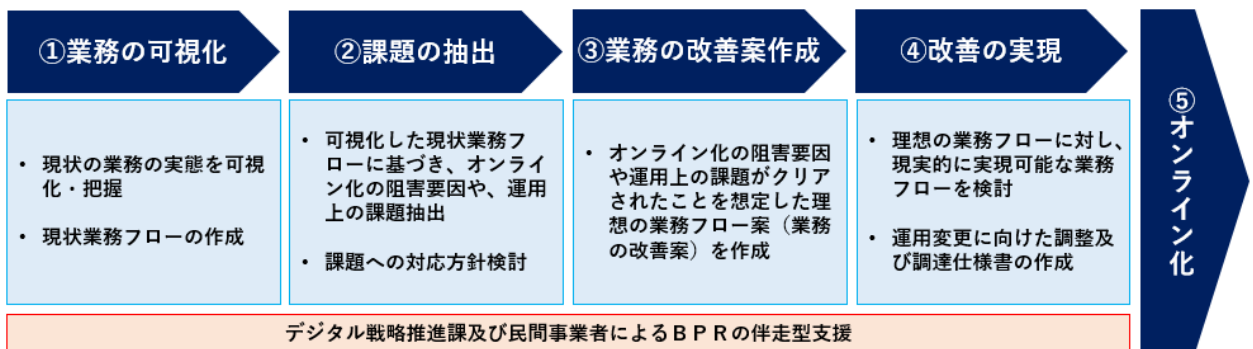 ①業務の可視化
・ 現状の業務の実態を可視
化・把握
・ 現状業務フローの作成
②課題の抽出
・ 可視化した現状業務フ
ローに基づき、オンライ
ン化の阻害要因や、運用
上の課題抽出
・ 課題への対応方針検討
③業務の改善案作成
・ オンライン化の阻害要因
や運用上の課題がクリア
されたことを想定した理
想の業務フロー案（業務
の改善案）を作成
④改善の実現
・ 理想の業務フローに対し、
現実的に実現可能な業務
フローを検討
・ 運用変更に向けた調整及
び調達仕様書の作成
⑤オンライン化
デジタル戦略推進課及び民間事業者によるＢＰＲの伴走型支援